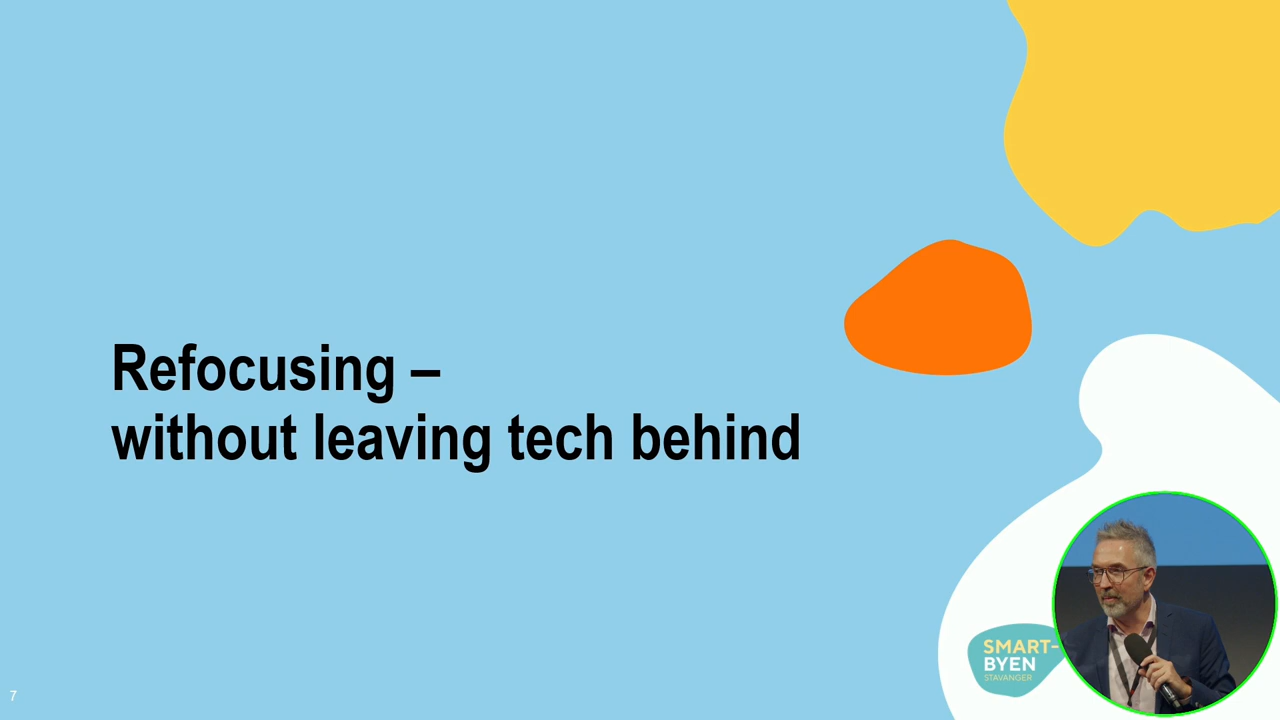 Refocusing –
without leaving tech behind
SMART-
BYEN
STAVANGER
7